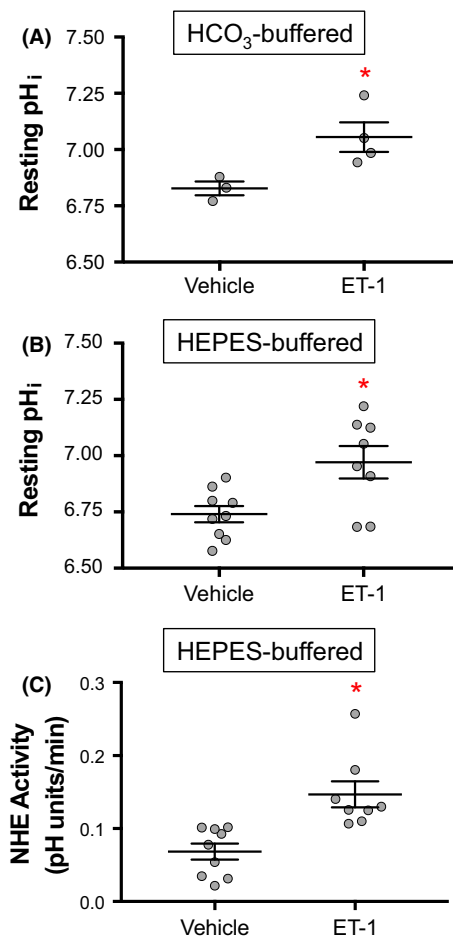 (A)
HCO₃-buffered
Resting pHi
7.50
7.25
7.00
6.75
6.50
*
Vehicle ET-1
(B)
HEPES-buffered
Resting pHi
7.50
7.25
7.00
6.75
6.50
*
Vehicle ET-1
HEPES-buffered
(C)
NHE Activity
(pH units/min)
0.3
0.2
0.1
0.0
*
Vehicle ET-1